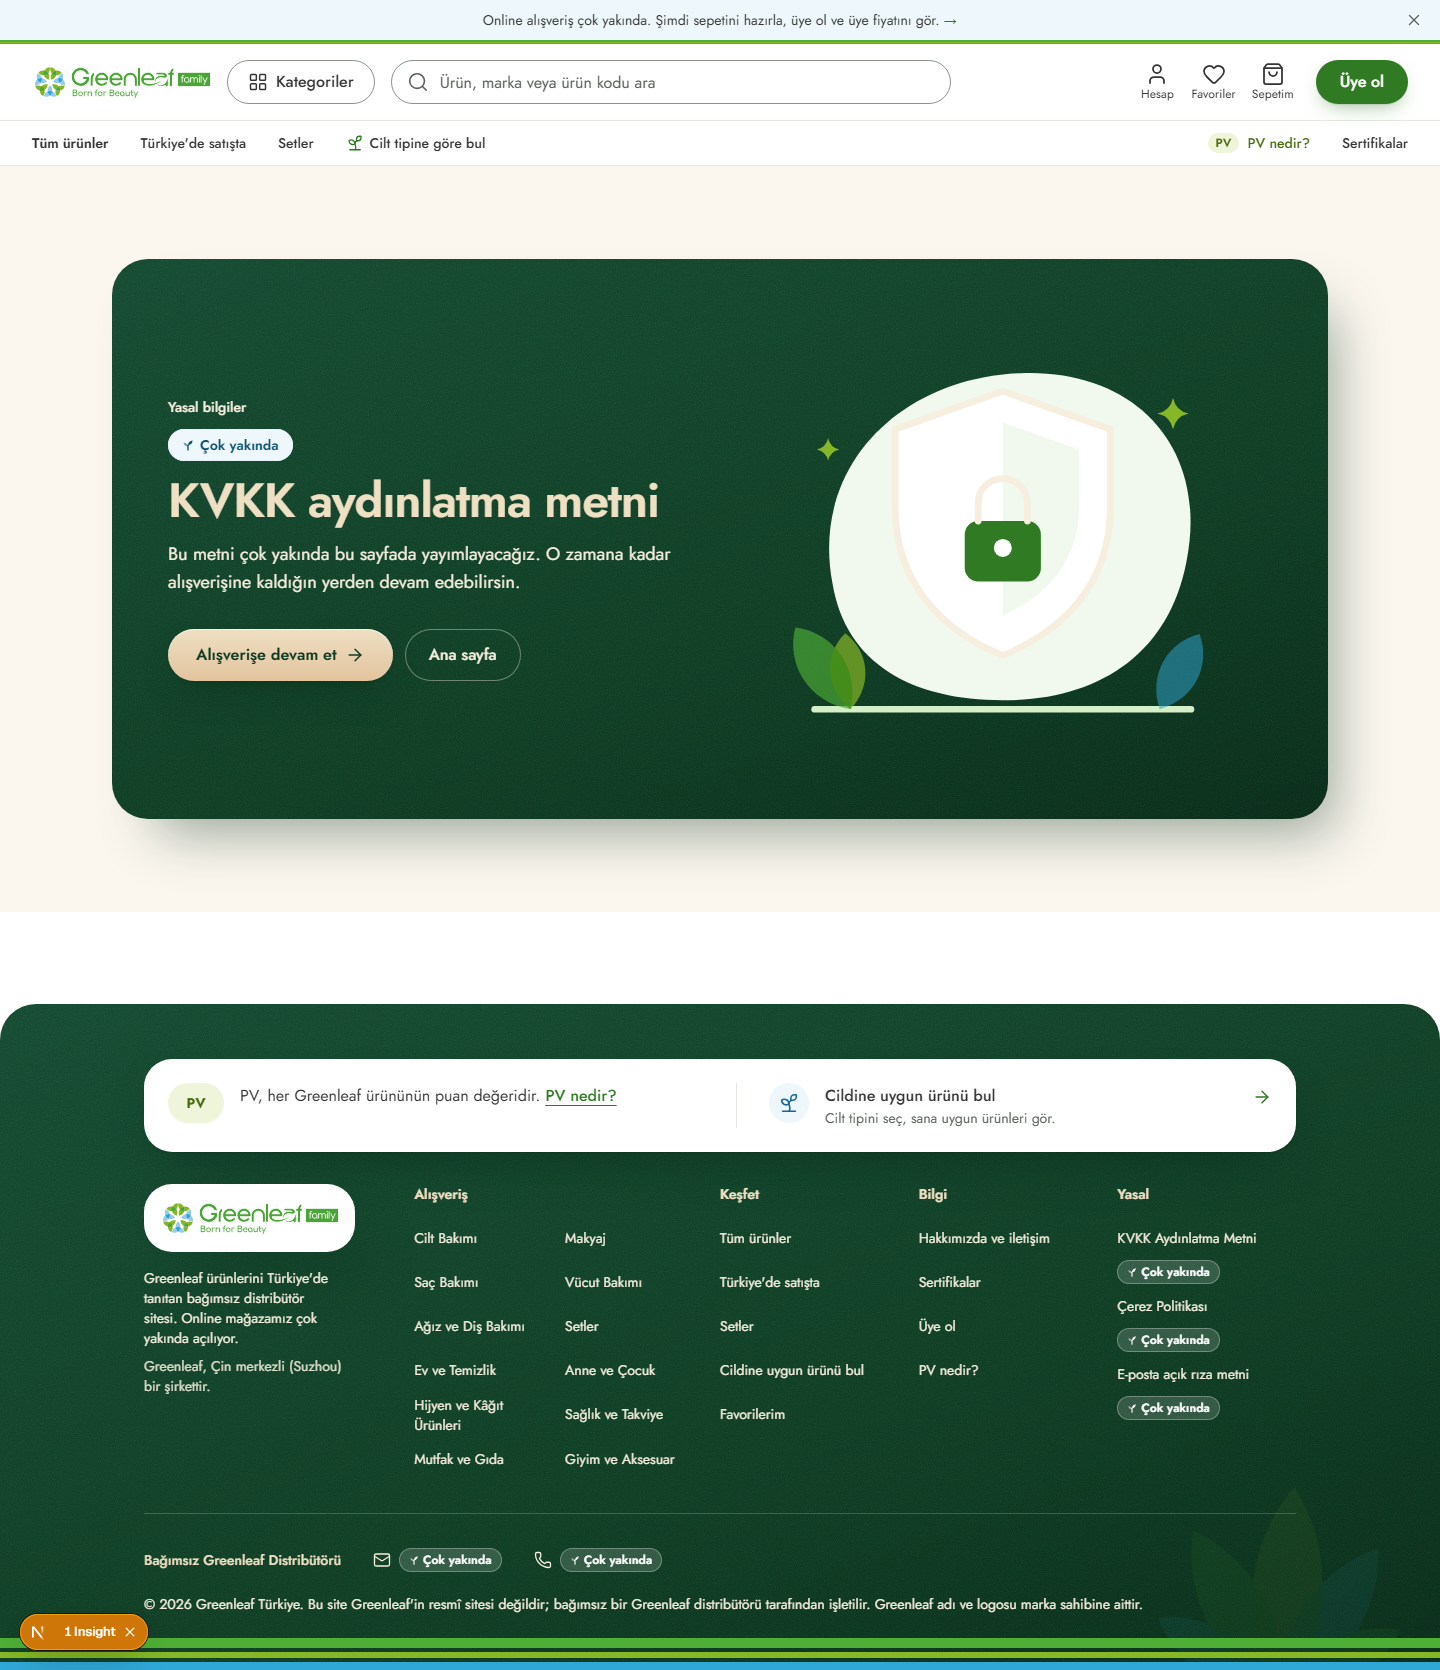 Online alışveriş çok yakında. Şimdi sepetini hazırla, üye ol ve üye fiyatını gör. →
Greenleaf family
Born for Beauty
Kategoriler
Ürün, marka veya ürün kodu ara
Hesap
Favoriler
Sepetim
Üye ol
Tüm ürünler
Türkiye'de satışta
Setler
Cilt tipine göre bul
PV
PV nedir?
Sertifikalar
Yasal bilgiler
Çok yakında
KVKK aydınlatma metni
Bu metni çok yakında bu sayfada yayımlayacağız. O zamana kadar
alışverişine kaldığın yerden devam edebilirsin.
Alışverişe devam et →
Ana sayfa
PV
PV, her Greenleaf ürününün puan değeridir. PV nedir?
Cildine uygun ürünü bul
Cilt tipini seç, sana uygun ürünleri gör.
Greenleaf family
Born for Beauty
Greenleaf ürünlerini Türkiye'de
tanıtan bağımsız distribütör
sitesi. Online mağazamız çok
yakında açılıyor.
Greenleaf, Çin merkezli (Suzhou)
bir şirkettir.
Alışveriş
Cilt Bakımı
Saç Bakımı
Ağız ve Diş Bakımı
Ev ve Temizlik
Hijyen ve Kâğıt
Ürünleri
Mutfak ve Gıda
Makyaj
Vücut Bakımı
Setler
Anne ve Çocuk
Sağlık ve Takviye
Giyim ve Aksesuar
Keşfet
Tüm ürünler
Türkiye'de satışta
Setler
Cildine uygun ürünü bul
Favorilerim
Bilgi
Hakkımızda ve iletişim
Sertifikalar
Üye ol
PV nedir?
Yasal
KVKK Aydınlatma Metni
Çok yakında
Çerez Politikası
Çok yakında
E-posta açık rıza metni
Çok yakında
Bağımsız Greenleaf Distribütörü
Çok yakında
Çok yakında
© 2026 Greenleaf Türkiye. Bu site Greenleaf'in resmî sitesi değildir; bağımsız bir Greenleaf distribütörü tarafından işletilir. Greenleaf adı ve logosu marka sahibine aittir.
1 Insight